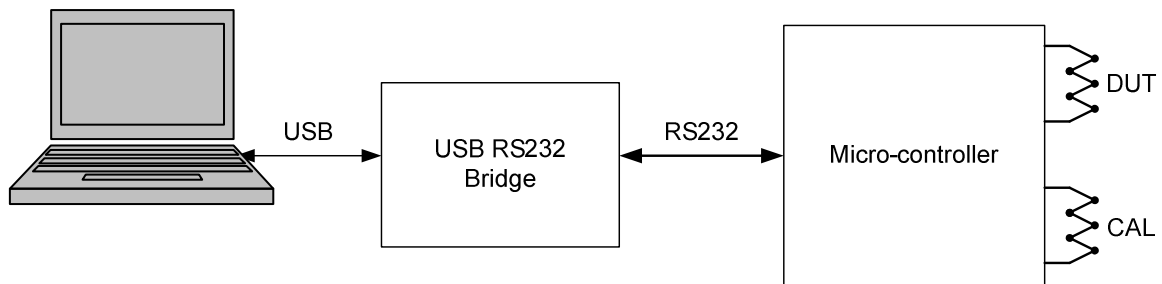 USB
USB RS232
Bridge
RS232
Micro-controller
DUT
CAL